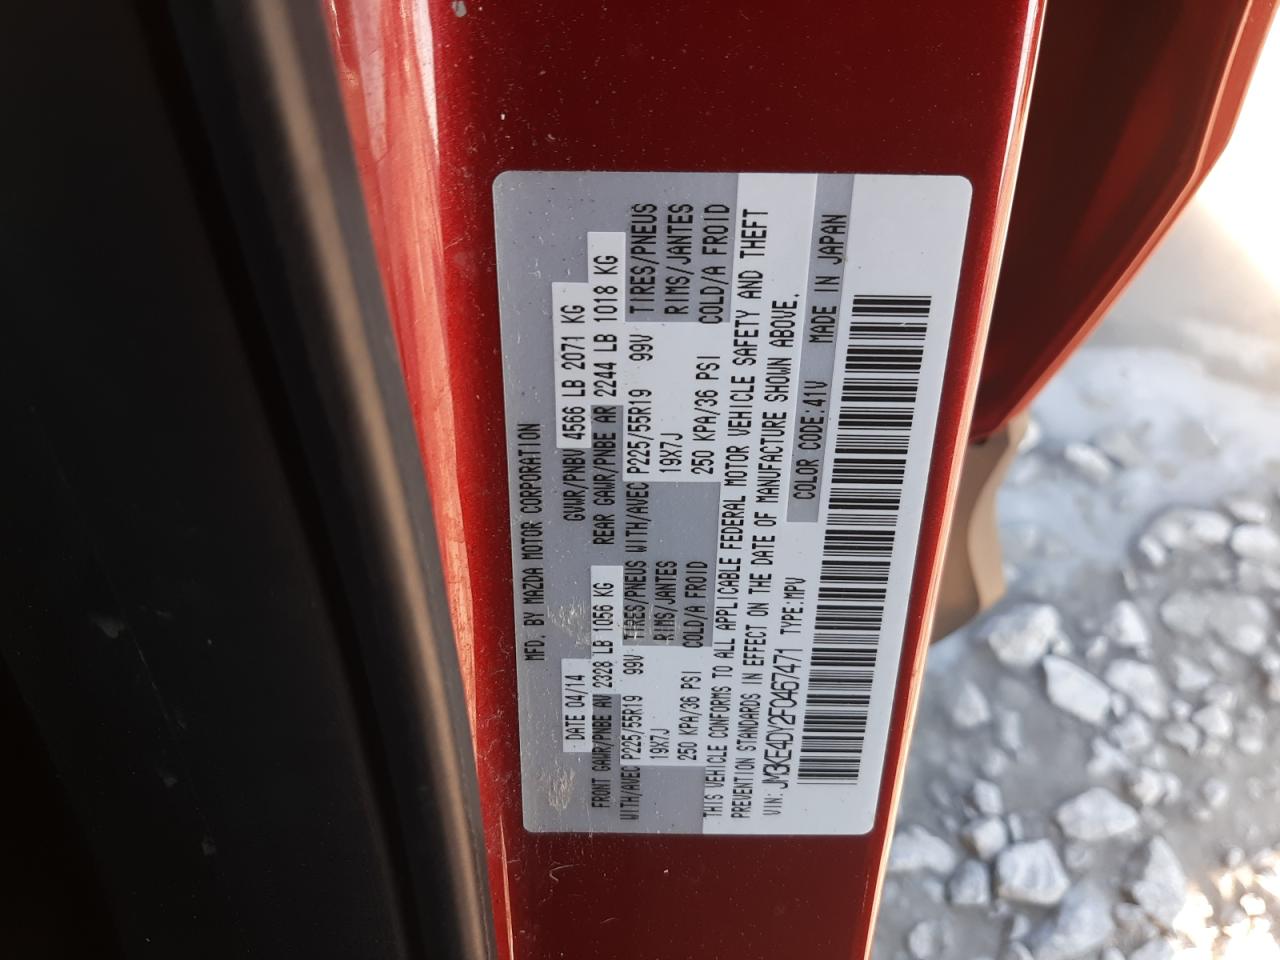 MFD. BY MAZDA MOTOR CORPORATION
DATE 04/14 GVWR/PNBV 4566 LB 2071 KG
FRONT GAWR/PNBE AV 2328 LB 1056 KG REAR GAWR/PNBE AR 2244 LB 1018 KG
WITH/AVEC P225/55R19 99V TIRES/PNEUS WITH/AVEC P225/55R19 99V TIRES/PNEUS
19X7J RIMS/JANTES 19X7J RIMS/JANTES
250 KPA/36 PSI COLD/A FROID 250 KPA/36 PSI COLD/A FROID
THIS VEHICLE CONFORMS TO ALL APPLICABLE FEDERAL MOTOR VEHICLE SAFETY AND THEFT
PREVENTION STANDARDS IN EFFECT ON THE DATE OF MANUFACTURE SHOWN ABOVE.
VIN: JM3KE4DY2F0467471 TYPE:MPV COLOR CODE:41V MADE IN JAPAN